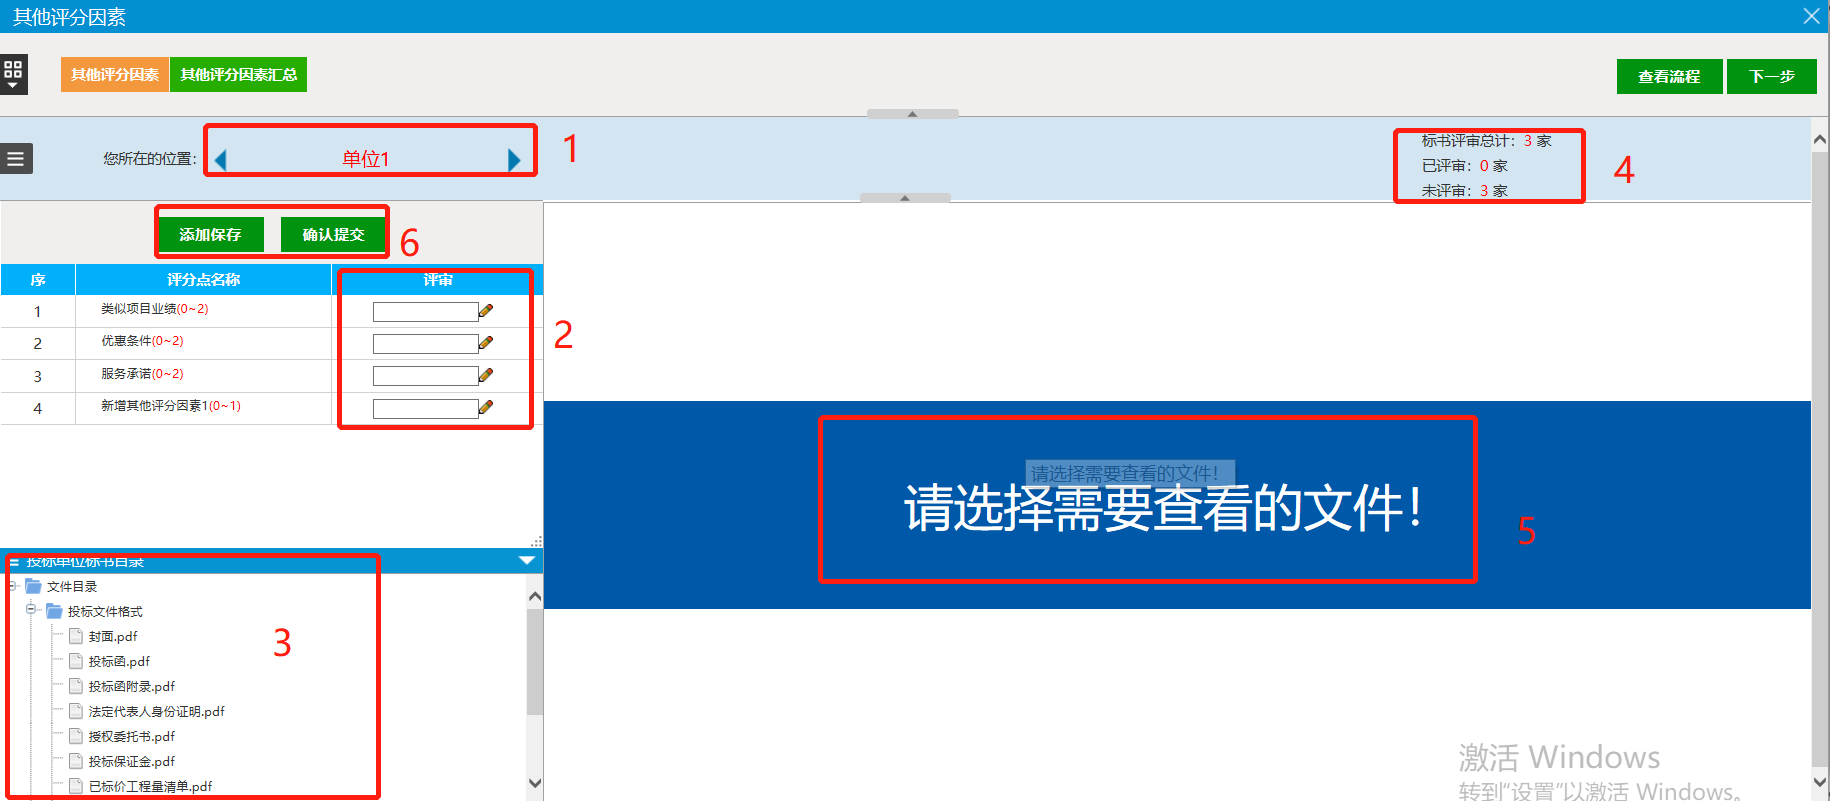 其他评分因素
其他评分因素 其他评分因素汇总 查看流程 下一步
您所在的位置： 单位1 1
标书评审总计：3 家
已评审：0 家
未评审：3 家
4
添加保存 确认提交 6
序 评分点名称 评审
1 类似项目业绩(0~2)
2 优惠条件(0~2)
3 服务承诺(0~2)
4 新增其他评分因素1(0~1)
2
请选择需要查看的文件！
请选择需要查看的文件！
5
投标单位标书目录
文件目录
投标文件格式
封面.pdf
投标函.pdf
投标函附录.pdf
法定代表人身份证明.pdf
授权委托书.pdf
投标保证金.pdf
已标价工程量清单.pdf
3
激活 Windows
转到“设置”以激活 Windows。